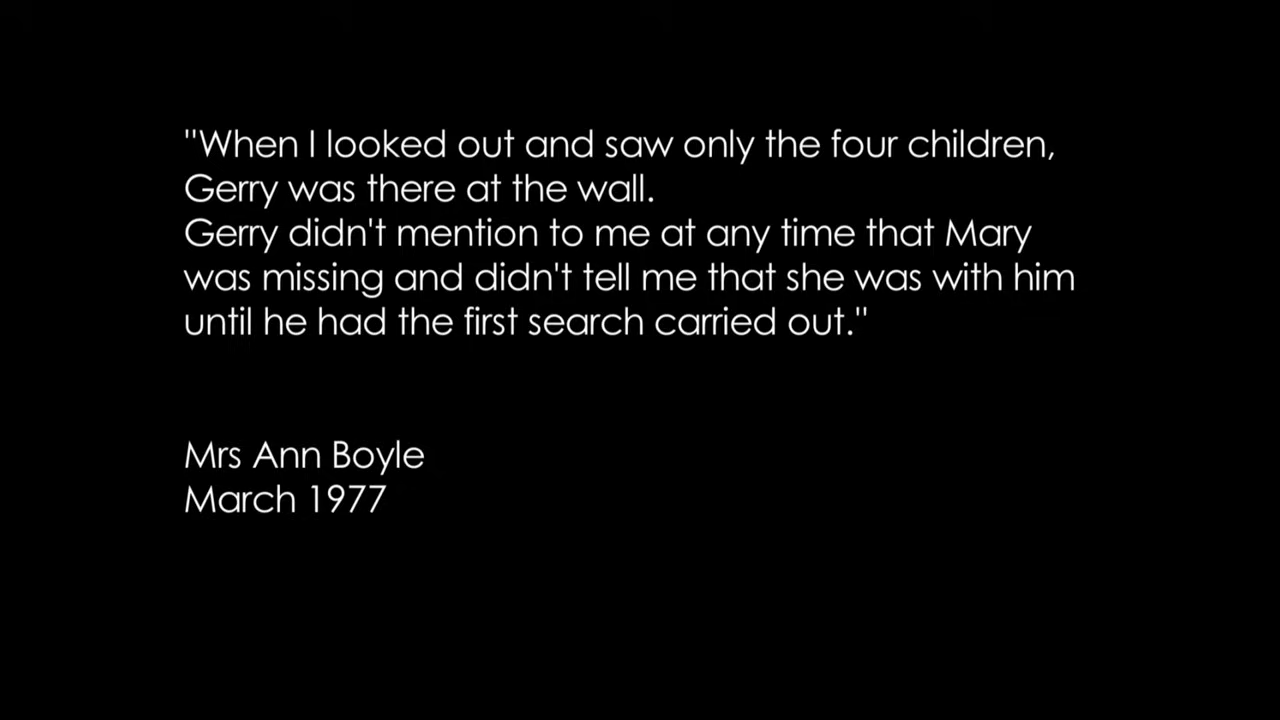 "When I looked out and saw only the four children,
Gerry was there at the wall.
Gerry didn't mention to me at any time that Mary
was missing and didn't tell me that she was with him
until he had the first search carried out."
Mrs Ann Boyle
March 1977